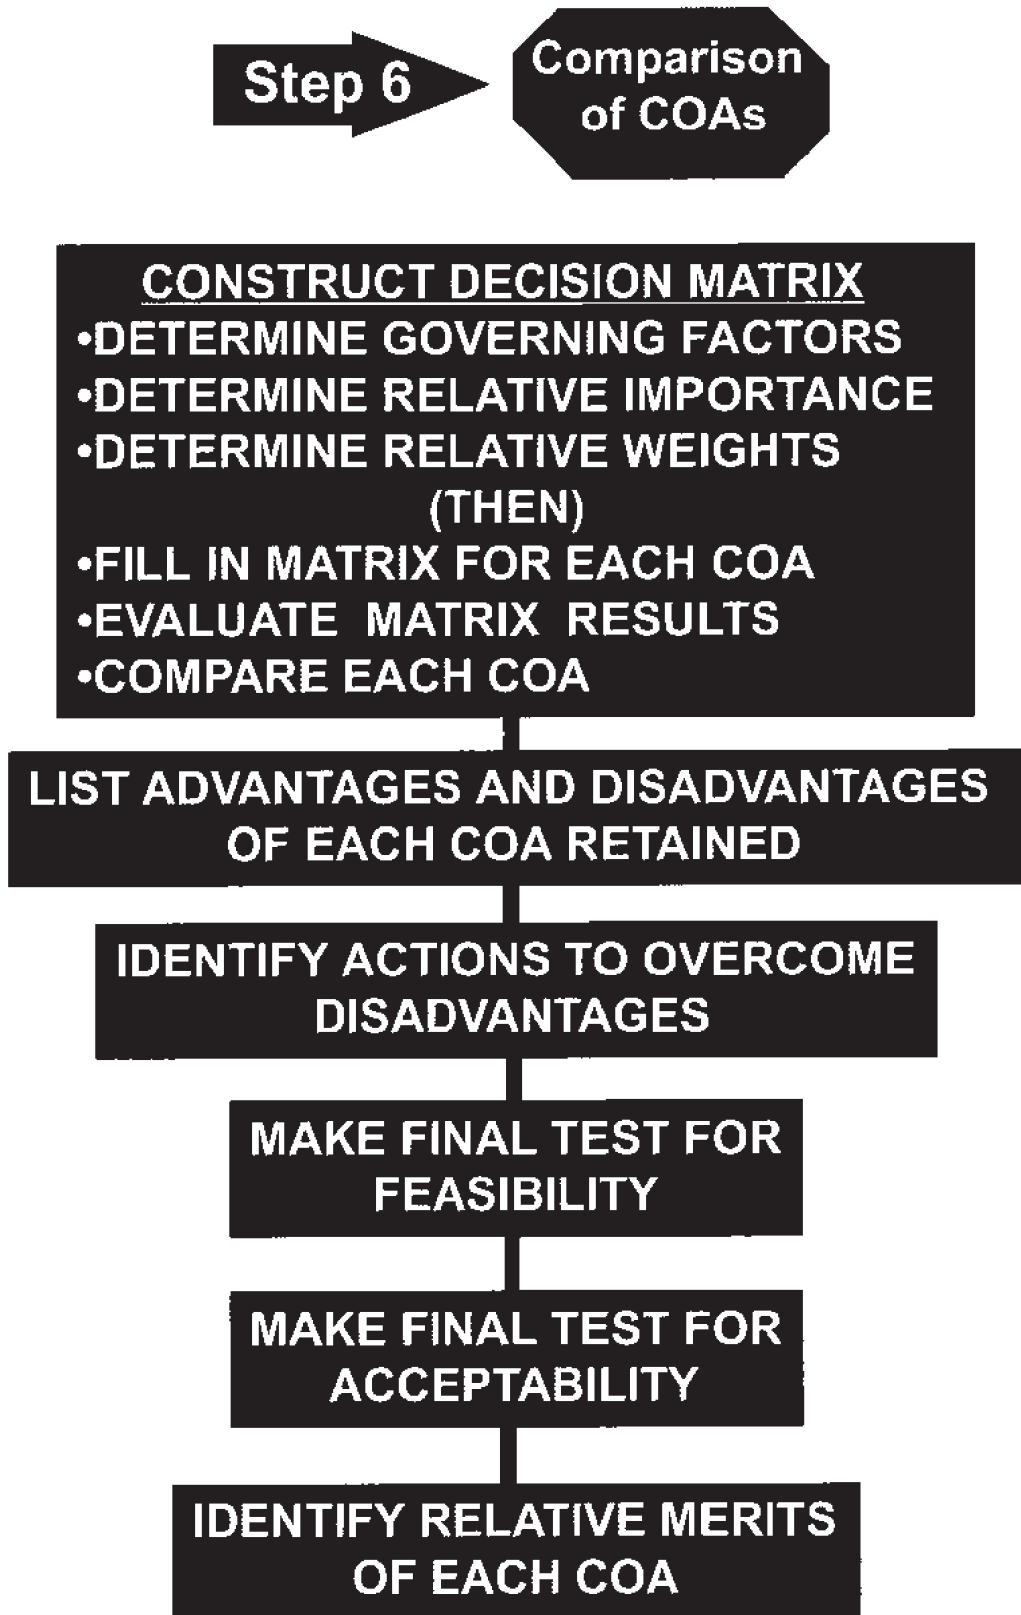 Step 6
Comparison
of COAs
CONSTRUCT DECISION MATRIX
•DETERMINE GOVERNING FACTORS
•DETERMINE RELATIVE IMPORTANCE
•DETERMINE RELATIVE WEIGHTS
(THEN)
•FILL IN MATRIX FOR EACH COA
•EVALUATE MATRIX RESULTS
•COMPARE EACH COA
LIST ADVANTAGES AND DISADVANTAGES
OF EACH COA RETAINED
IDENTIFY ACTIONS TO OVERCOME
DISADVANTAGES
MAKE FINAL TEST FOR
FEASIBILITY
MAKE FINAL TEST FOR
ACCEPTABILITY
IDENTIFY RELATIVE MERITS
OF EACH COA